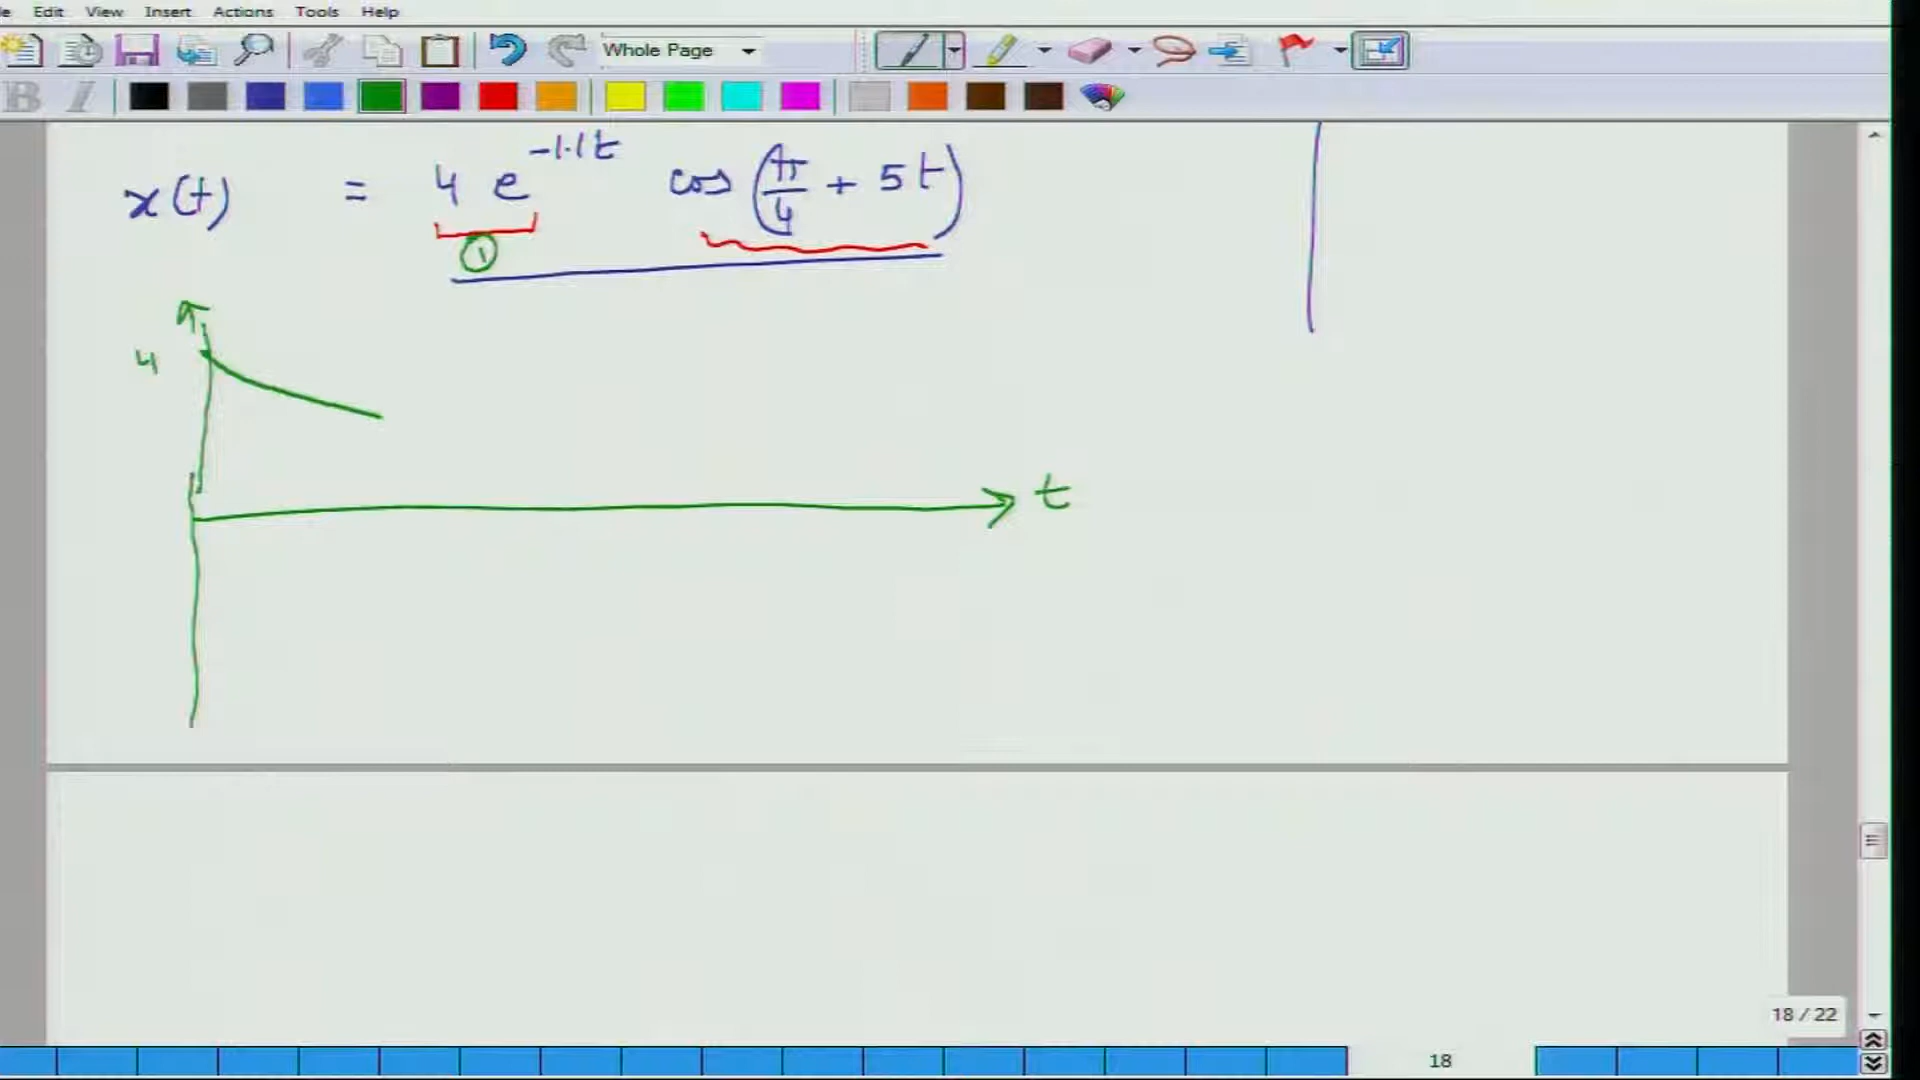 Edit View Insert Actions Tools Help
Whole Page
B I
x(t) = 4 e^{-1.1t} cos(π/4 + 5t)
1
4
t
18 / 22
18